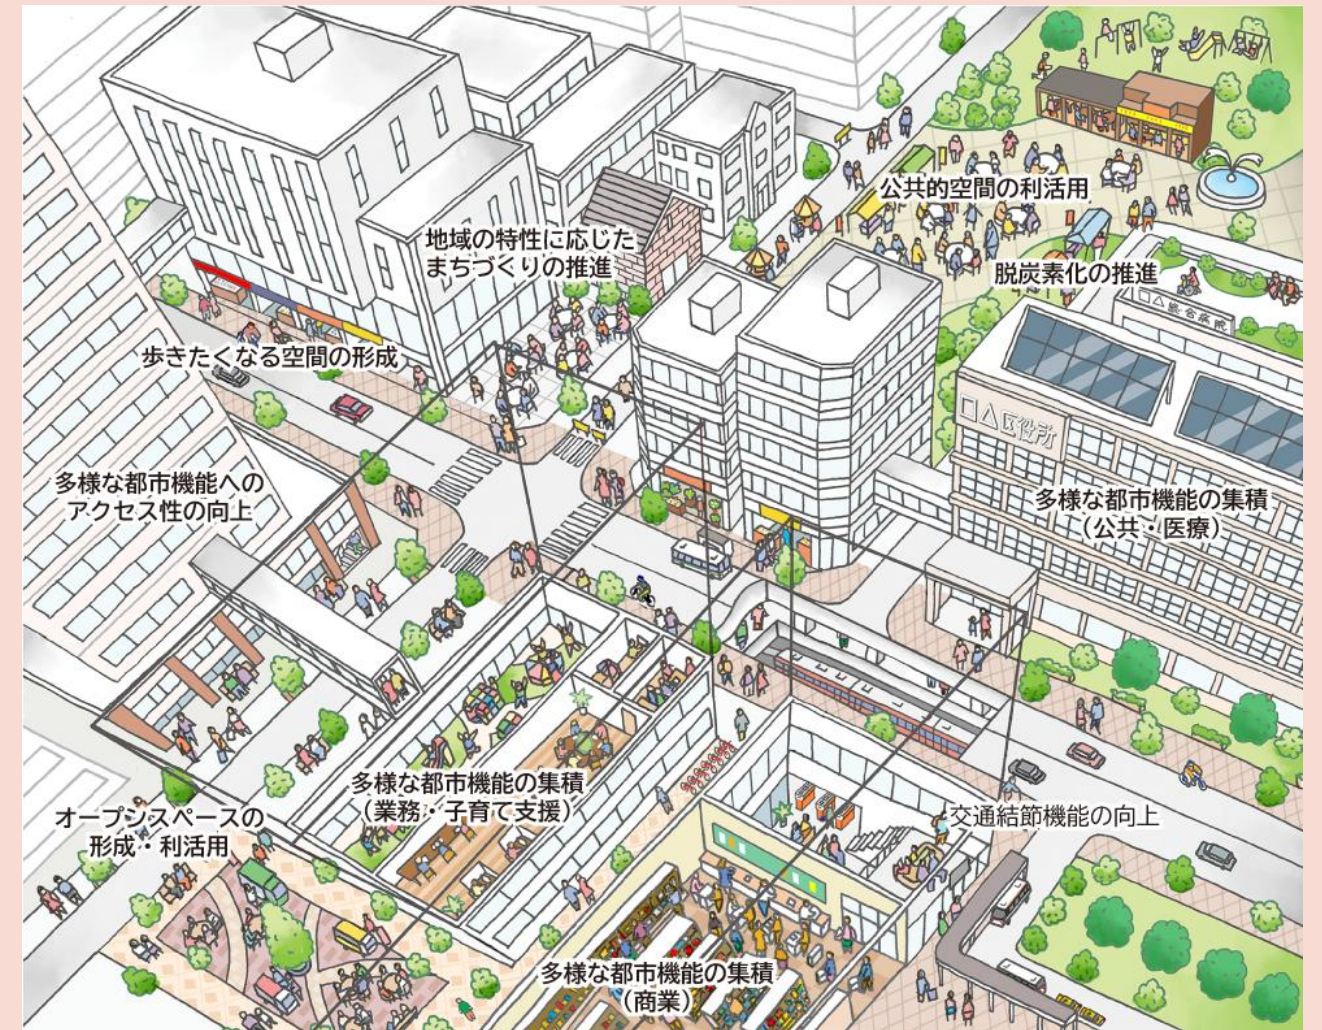 公共的空間の利活用
地域の特性に応じた
まちづくりの推進
脱炭素化の推進
□△総合病院
歩きたくなる空間の形成
□△区役所
多様な都市機能への
アクセス性の向上
多様な都市機能の集積
（公共・医療）
多様な都市機能の集積
（業務・子育て支援）
オープンスペースの
形成・利活用
交通結節機能の向上
多様な都市機能の集積
（商業）